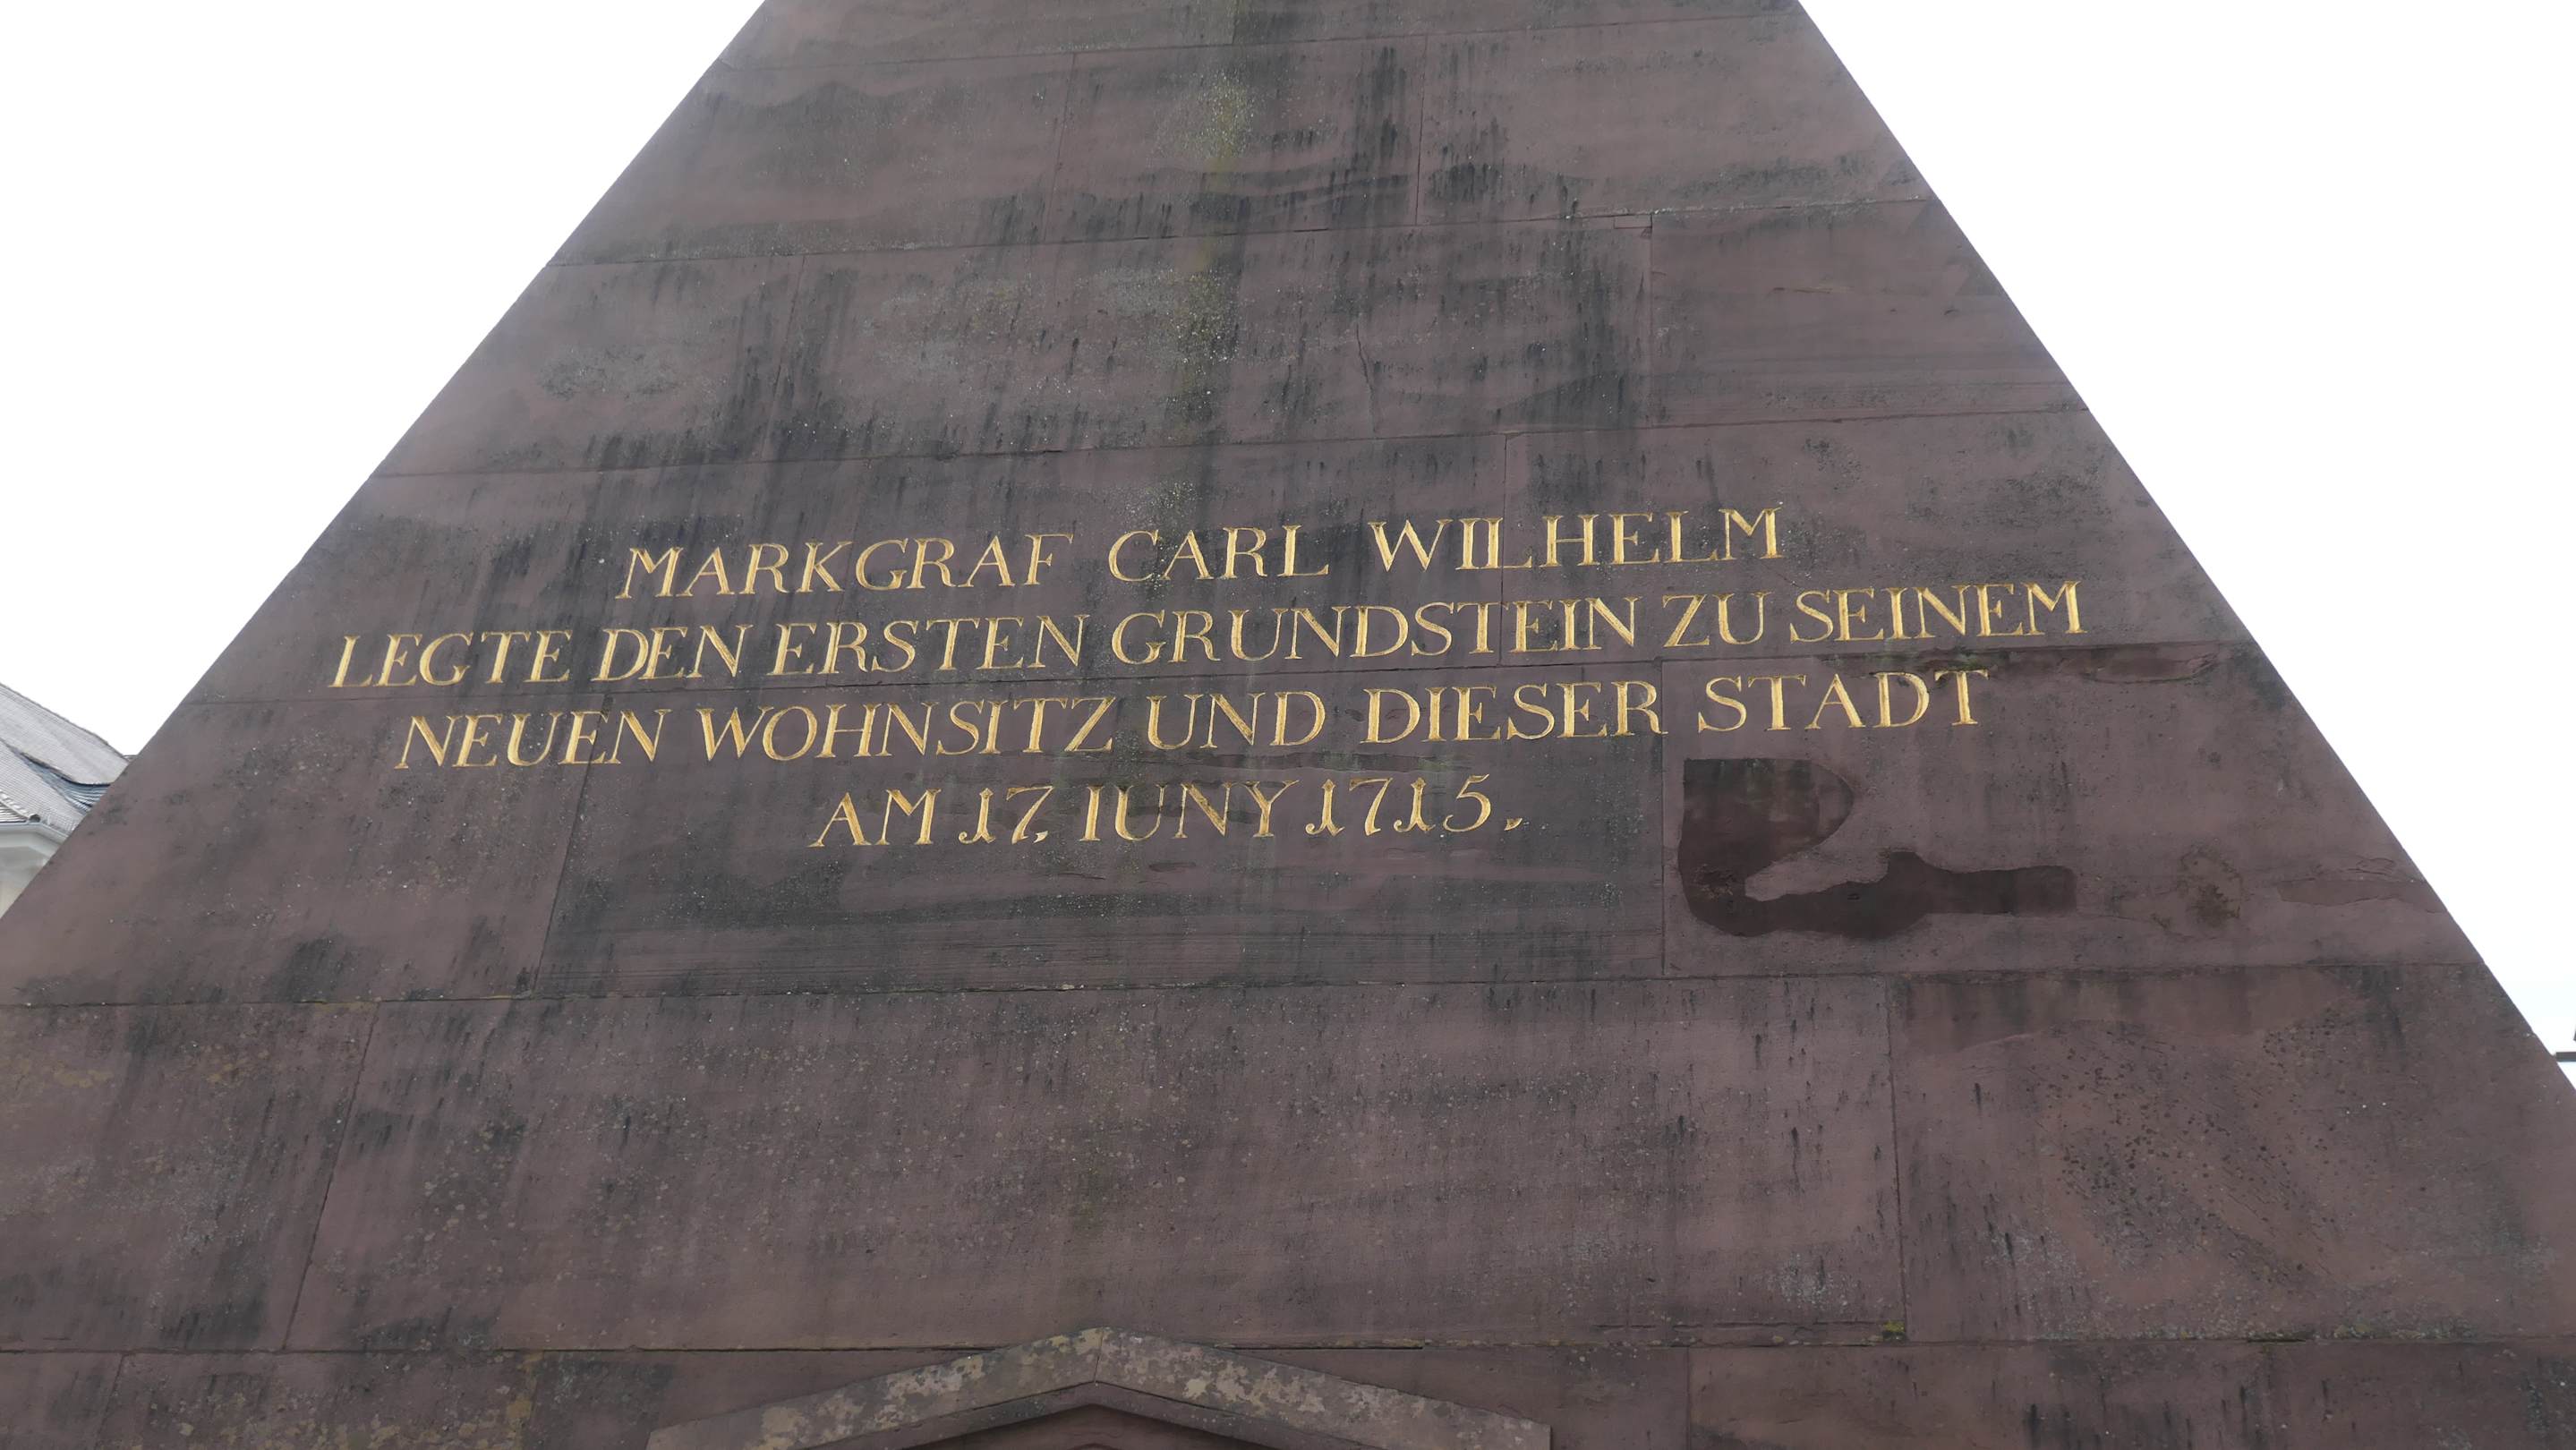 MARKGRAF CARL WILHELM
LEGTE DEN ERSTEN GRUNDSTEIN ZU SEINEM
NEUEN WOHNSITZ UND DIESER STADT
AM 17. IUNY 1715.